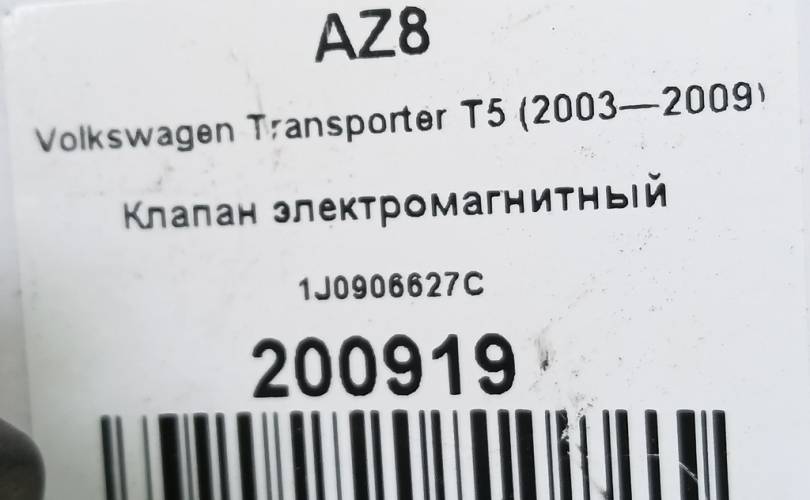 AZ8
Volkswagen Transporter T5 (2003—2009)
Клапан электромагнитный
1J0906627C
200919